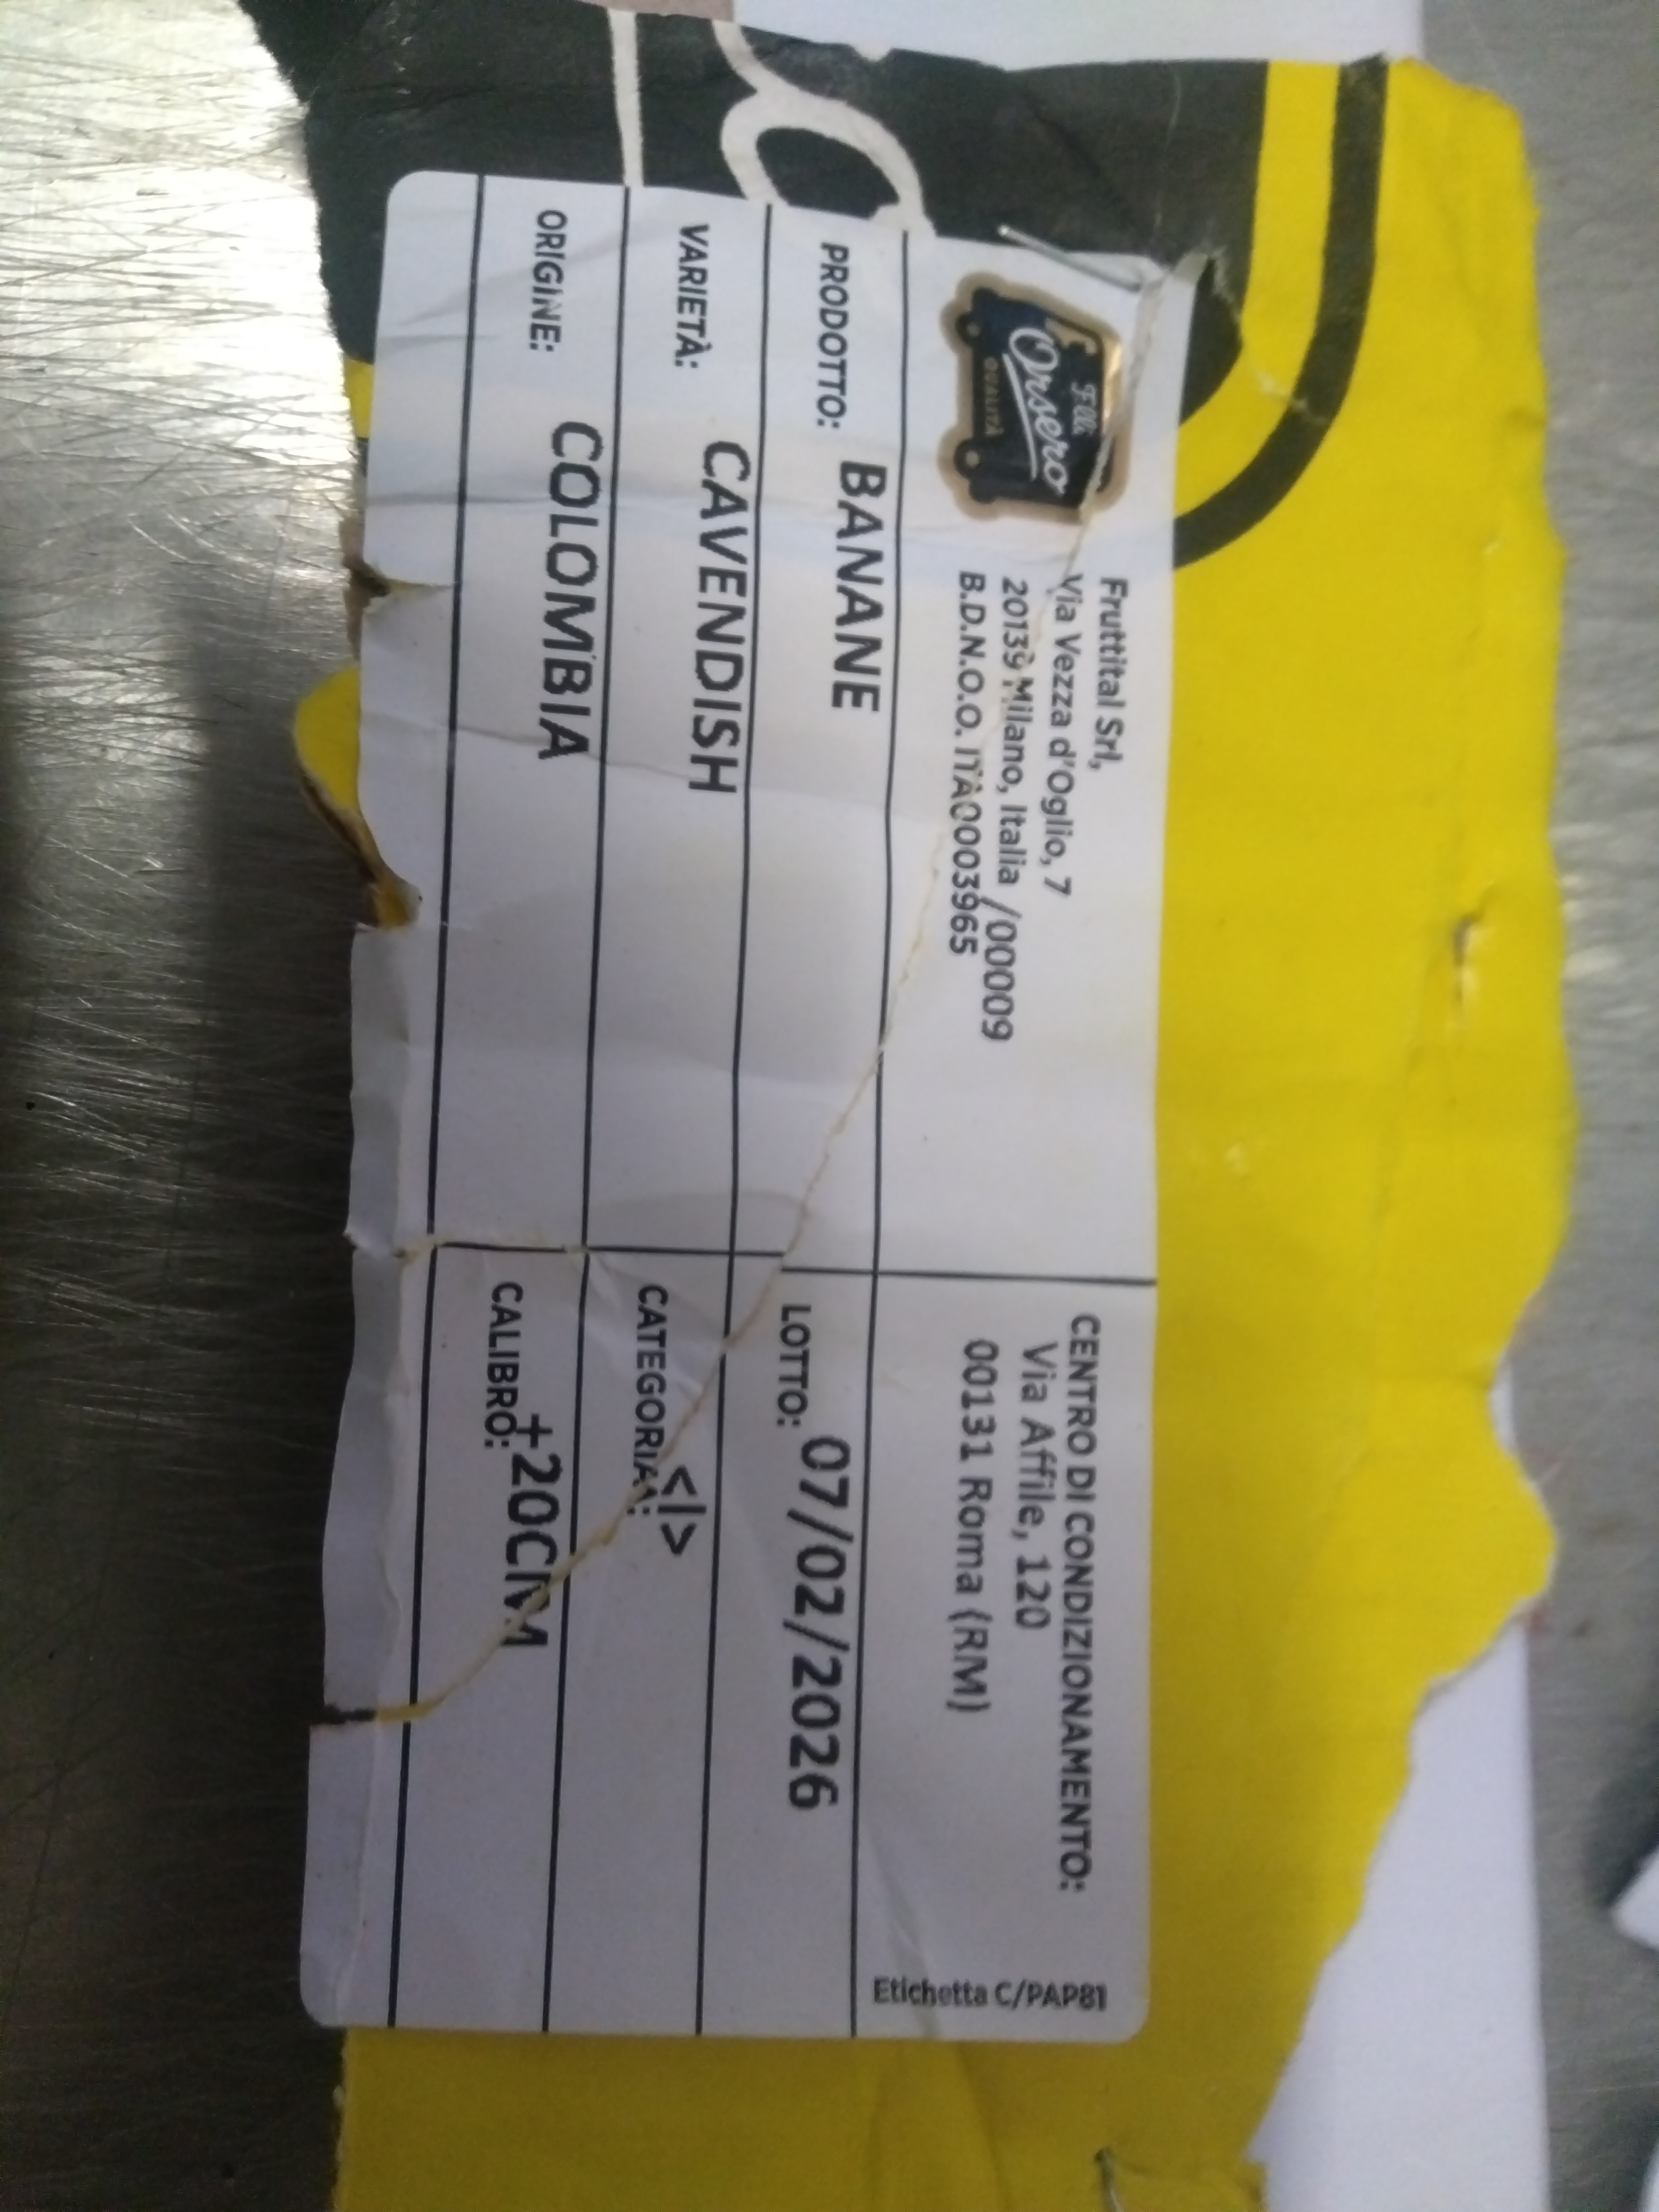 F.lli
Orsero
QUALITÀ
Fruttital Srl,
Via Vezza d'Oglio, 7
20139 Milano, Italia /00009
B.D.N.O.O. ITA0003965
CENTRO DI CONDIZIONAMENTO:
Via Affile, 120
00131 Roma (RM)
Etichetta C/PAP81
PRODOTTO: BANANE
LOTTO: 07/02/2026
VARIETÀ: CAVENDISH
CATEGORIA: <I>
ORIGINE: COLOMBIA
CALIBRO: +20CM